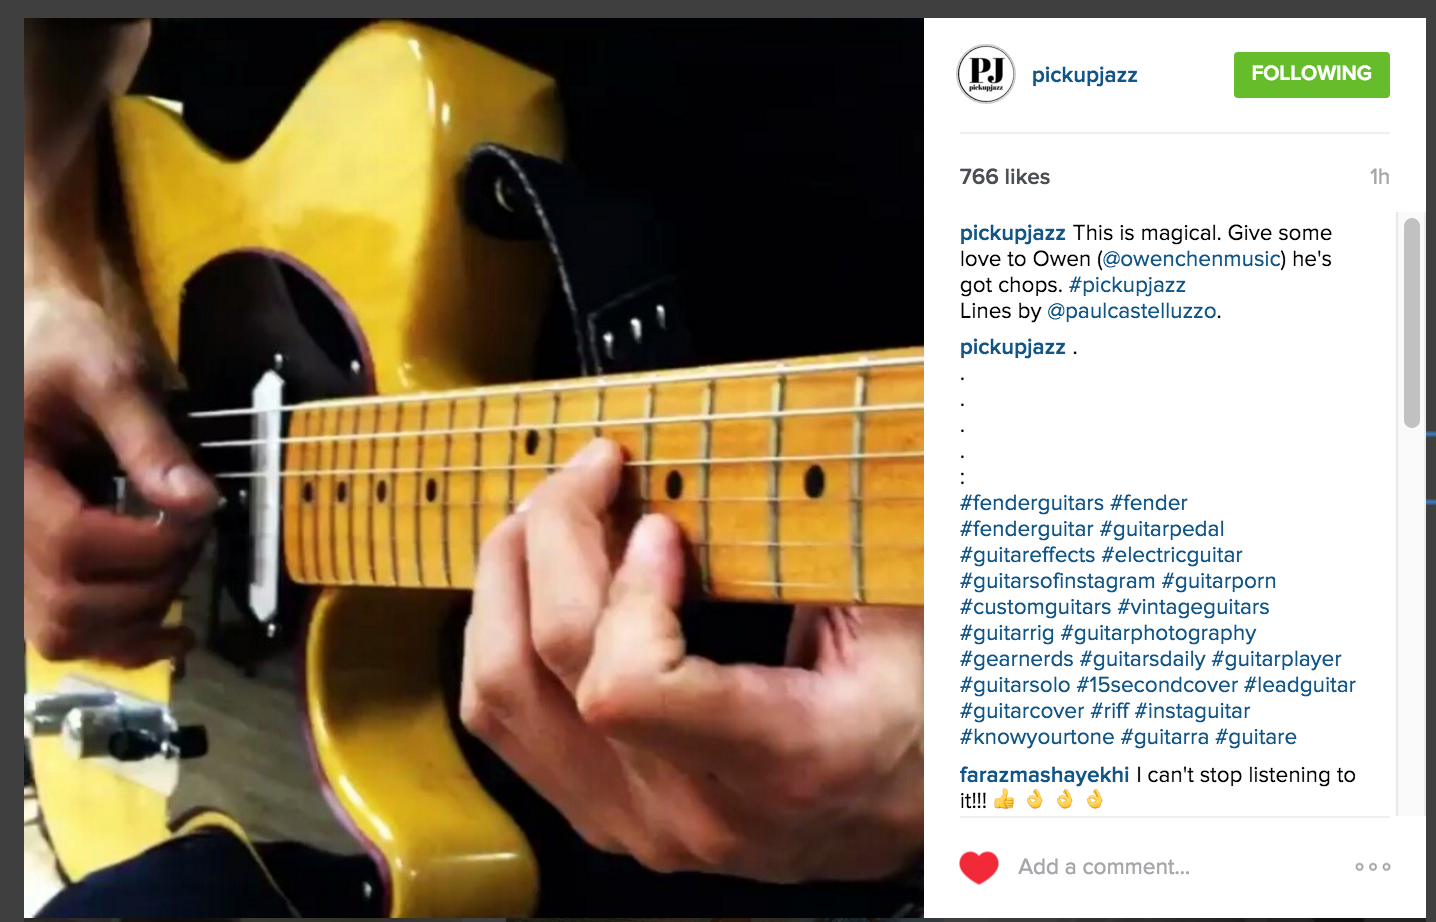 PJ
pickupjazz
pickupjazz
FOLLOWING
766 likes
1h
pickupjazz This is magical. Give some
love to Owen (@owenchenmusic) he's
got chops. #pickupjazz
Lines by @paulcastelluzzo.
pickupjazz .
.
.
.
.
:
#fenderguitars #fender
#fenderguitar #guitarpedal
#guitareffects #electricguitar
#guitarsofinstagram #guitarporn
#customguitars #vintageguitars
#guitarrig #guitarphotography
#gearnerds #guitarsdaily #guitarplayer
#guitarsolo #15secondcover #leadguitar
#guitarcover #riff #instaguitar
#knowyourtone #guitarra #guitare
farazmashayekhi I can't stop listening to
it!!! 👍 👌 👌 👌
Add a comment...